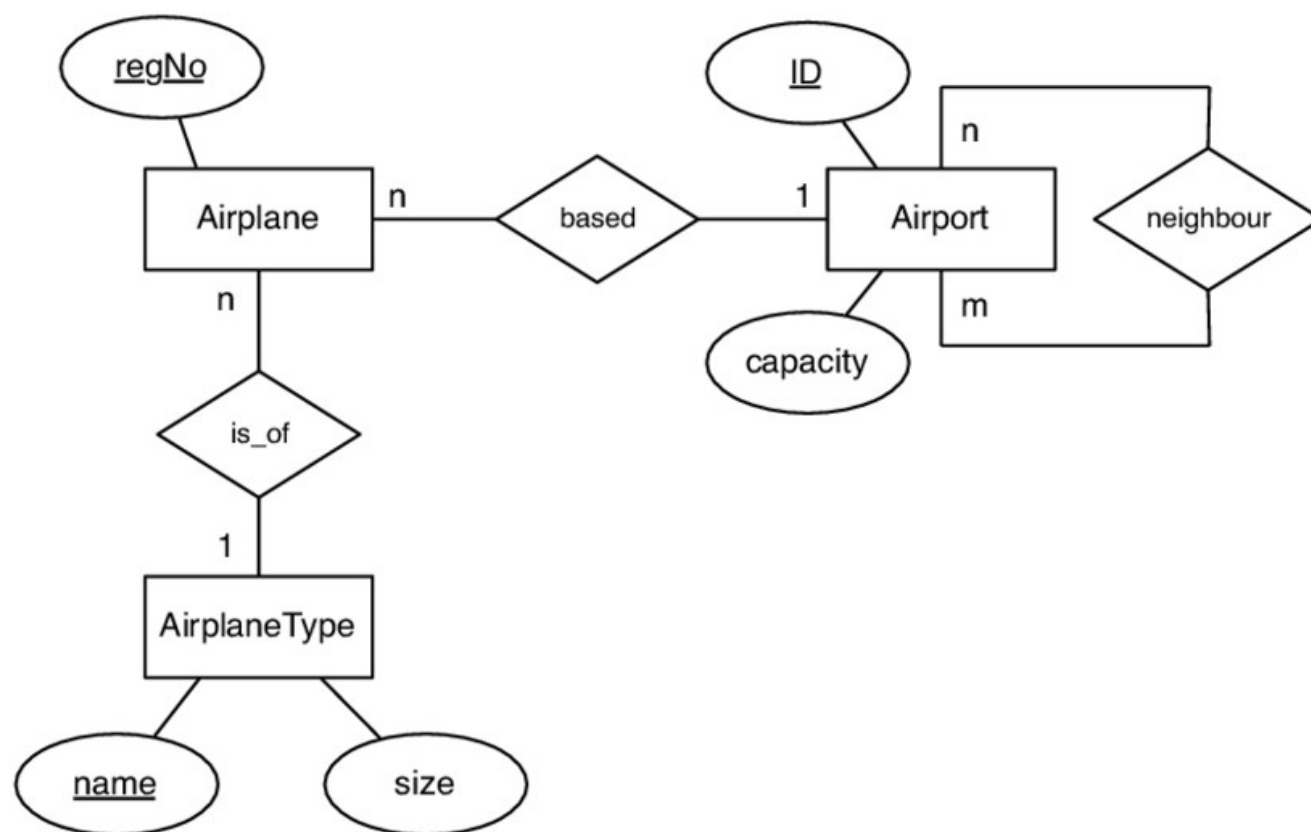 regNo
ID
Airplane
n
based
1
Airport
n
neighbour
m
capacity
n
is_of
1
AirplaneType
name
size